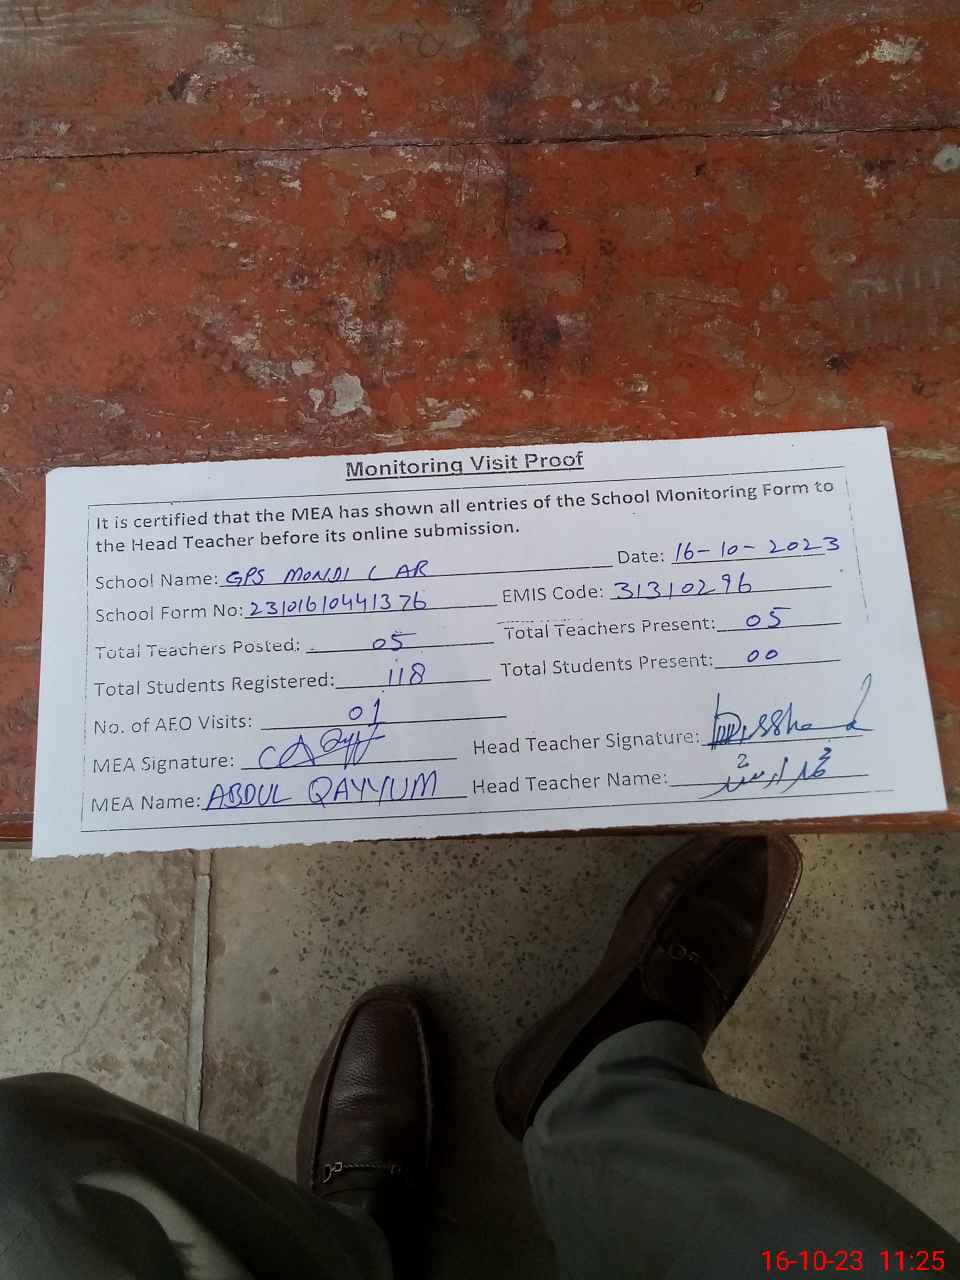 Monitoring Visit Proof
It is certified that the MEA has shown all entries of the School Monitoring Form to
the Head Teacher before its online submission.
School Name: GPS MONDI LAR Date: 16-10-2023
School Form No: 23101610441376 EMIS Code: 31310296
Total Teachers Posted: 05 Total Teachers Present: 05
Total Students Registered: 118 Total Students Present: 00
No. of AEO Visits: 01
MEA Signature: Head Teacher Signature:
MEA Name: ABDUL QAYYUM Head Teacher Name:
16-10-23 11:25